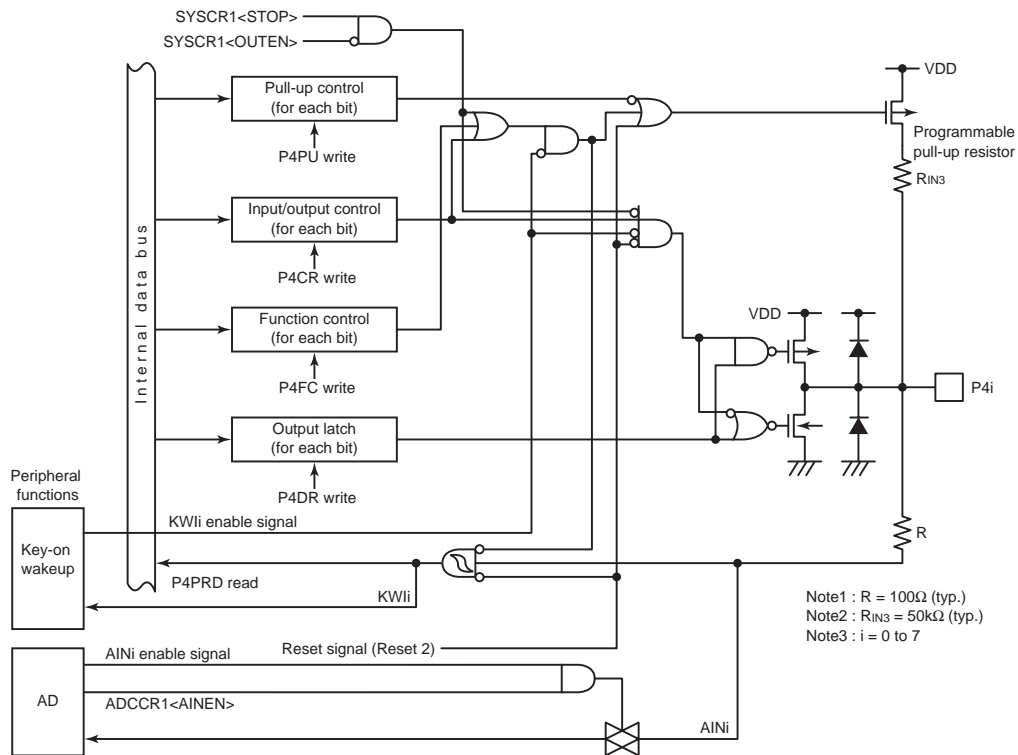 SYSCR1<STOP>
SYSCR1<OUTEN>
VDD
Pull-up control
(for each bit)
P4PU write
Programmable
pull-up resistor
RIN3
Input/output control
(for each bit)
P4CR write
Internal data bus
Function control
(for each bit)
P4FC write
VDD
P4i
Output latch
(for each bit)
P4DR write
Peripheral
functions
KWIi enable signal
Key-on
wakeup
R
P4PRD read
KWIi
Note1 : R = 100Ω (typ.)
Note2 : RIN3 = 50kΩ (typ.)
Note3 : i = 0 to 7
Reset signal (Reset 2)
AINi enable signal
AD
ADCCR1<AINEN>
AINi